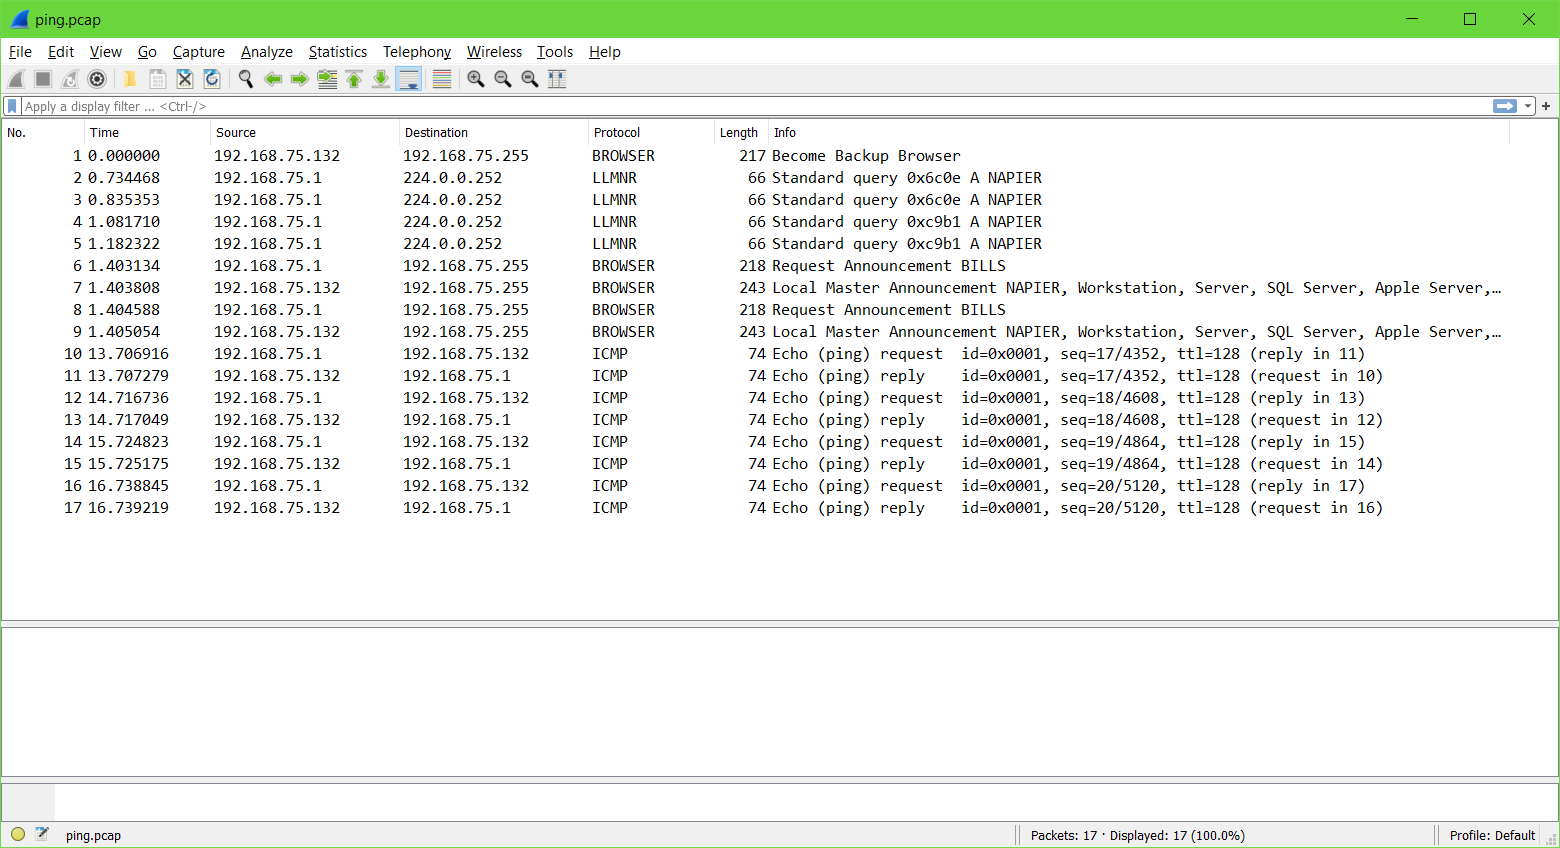 ping.pcap
File Edit View Go Capture Analyze Statistics Telephony Wireless Tools Help
Apply a display filter ... <Ctrl-/>
No. Time Source Destination Protocol Length Info
1 0.000000 192.168.75.132 192.168.75.255 BROWSER 217 Become Backup Browser
2 0.734468 192.168.75.1 224.0.0.252 LLMNR 66 Standard query 0x6c0e A NAPIER
3 0.835353 192.168.75.1 224.0.0.252 LLMNR 66 Standard query 0x6c0e A NAPIER
4 1.081710 192.168.75.1 224.0.0.252 LLMNR 66 Standard query 0xc9b1 A NAPIER
5 1.182322 192.168.75.1 224.0.0.252 LLMNR 66 Standard query 0xc9b1 A NAPIER
6 1.403134 192.168.75.1 192.168.75.255 BROWSER 218 Request Announcement BILLS
7 1.403808 192.168.75.132 192.168.75.255 BROWSER 243 Local Master Announcement NAPIER, Workstation, Server, SQL Server, Apple Server,…
8 1.404588 192.168.75.1 192.168.75.255 BROWSER 218 Request Announcement BILLS
9 1.405054 192.168.75.132 192.168.75.255 BROWSER 243 Local Master Announcement NAPIER, Workstation, Server, SQL Server, Apple Server,…
10 13.706916 192.168.75.1 192.168.75.132 ICMP 74 Echo (ping) request id=0x0001, seq=17/4352, ttl=128 (reply in 11)
11 13.707279 192.168.75.132 192.168.75.1 ICMP 74 Echo (ping) reply id=0x0001, seq=17/4352, ttl=128 (request in 10)
12 14.716736 192.168.75.1 192.168.75.132 ICMP 74 Echo (ping) request id=0x0001, seq=18/4608, ttl=128 (reply in 13)
13 14.717049 192.168.75.132 192.168.75.1 ICMP 74 Echo (ping) reply id=0x0001, seq=18/4608, ttl=128 (request in 12)
14 15.724823 192.168.75.1 192.168.75.132 ICMP 74 Echo (ping) request id=0x0001, seq=19/4864, ttl=128 (reply in 15)
15 15.725175 192.168.75.132 192.168.75.1 ICMP 74 Echo (ping) reply id=0x0001, seq=19/4864, ttl=128 (request in 14)
16 16.738845 192.168.75.1 192.168.75.132 ICMP 74 Echo (ping) request id=0x0001, seq=20/5120, ttl=128 (reply in 17)
17 16.739219 192.168.75.132 192.168.75.1 ICMP 74 Echo (ping) reply id=0x0001, seq=20/5120, ttl=128 (request in 16)
ping.pcap Packets: 17 · Displayed: 17 (100.0%) Profile: Default